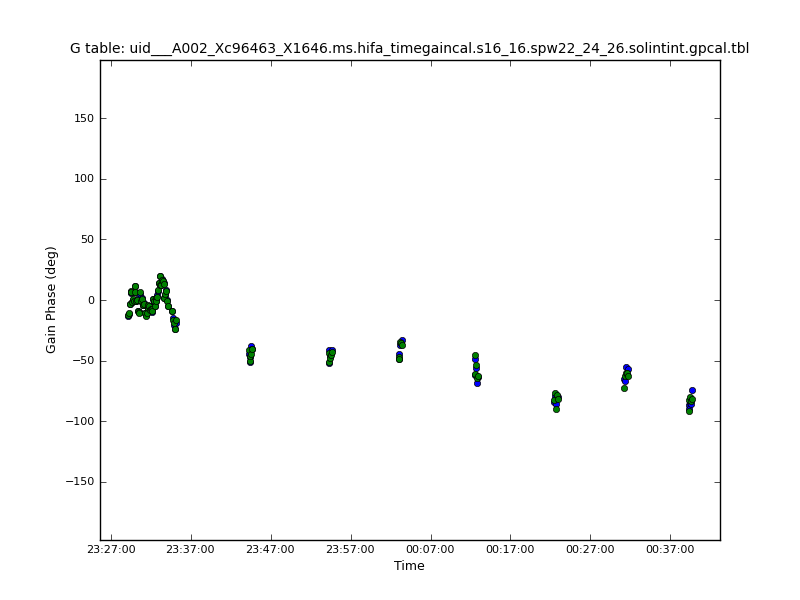 G table: uid___A002_Xc96463_X1646.ms.hifa_timegaincal.s16_16.spw22_24_26.solintint.gpcal.tbl
150
100
50
0
−50
−100
−150
Gain Phase (deg)
23:27:00 23:37:00 23:47:00 23:57:00 00:07:00 00:17:00 00:27:00 00:37:00
Time